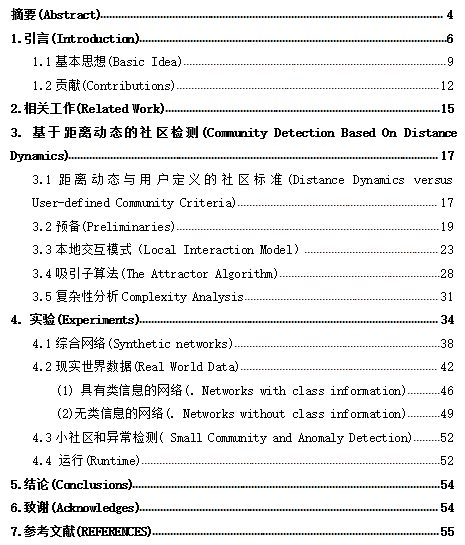 摘要(Abstract)........................4
1.引言(Introduction)........................6
1.1基本思想(Basic Idea)........................9
1.2贡献(Contributions)........................12
2.相关工作(Related Work)........................15
3. 基于距离动态的社区检测(Community Detection Based On Distance
Dynamics)........................17
3.1 距离动态与用户定义的社区标准(Distance Dynamics versus
User-defined Community Criteria)........................17
3.2预备(Preliminaries)........................19
3.3本地交互模式 (Local Interaction Model)........................23
3.4吸引子算法(The Attractor Algorithm)........................28
3.5复杂性分析Complexity Analysis........................31
4. 实验(Experiments)........................34
4.1综合网络(Synthetic networks)........................38
4.2现实世界数据(Real World Data)........................42
(1) 具有类信息的网络(. Networks with class information)........................46
(2)无类信息的网络(. Networks without class information)........................49
4.3小社区和异常检测( Small Community and Anomaly Detection)........................52
4.4 运行(Runtime)........................52
5.结论(Conclusions)........................54
6.致谢(Acknowledges)........................54
7.参考文献(REFERENCES)........................55